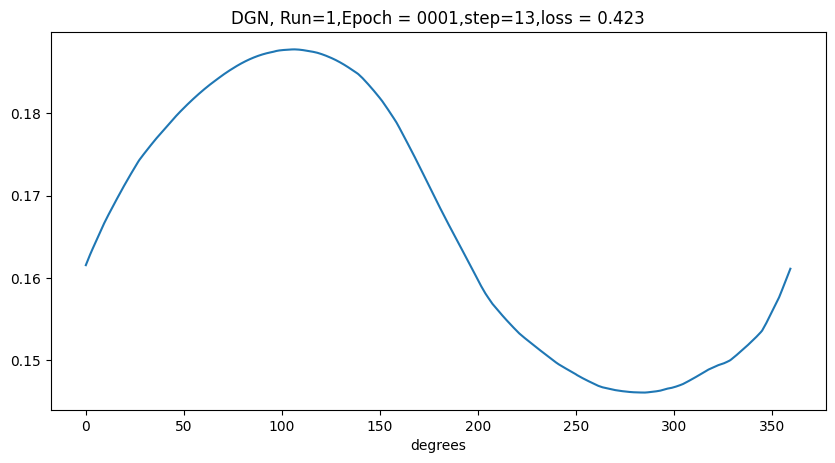 DGN, Run=1,Epoch = 0001,step=13,loss = 0.423
0.18
0.17
0.16
0.15
0 50 100 150 200 250 300 350
degrees